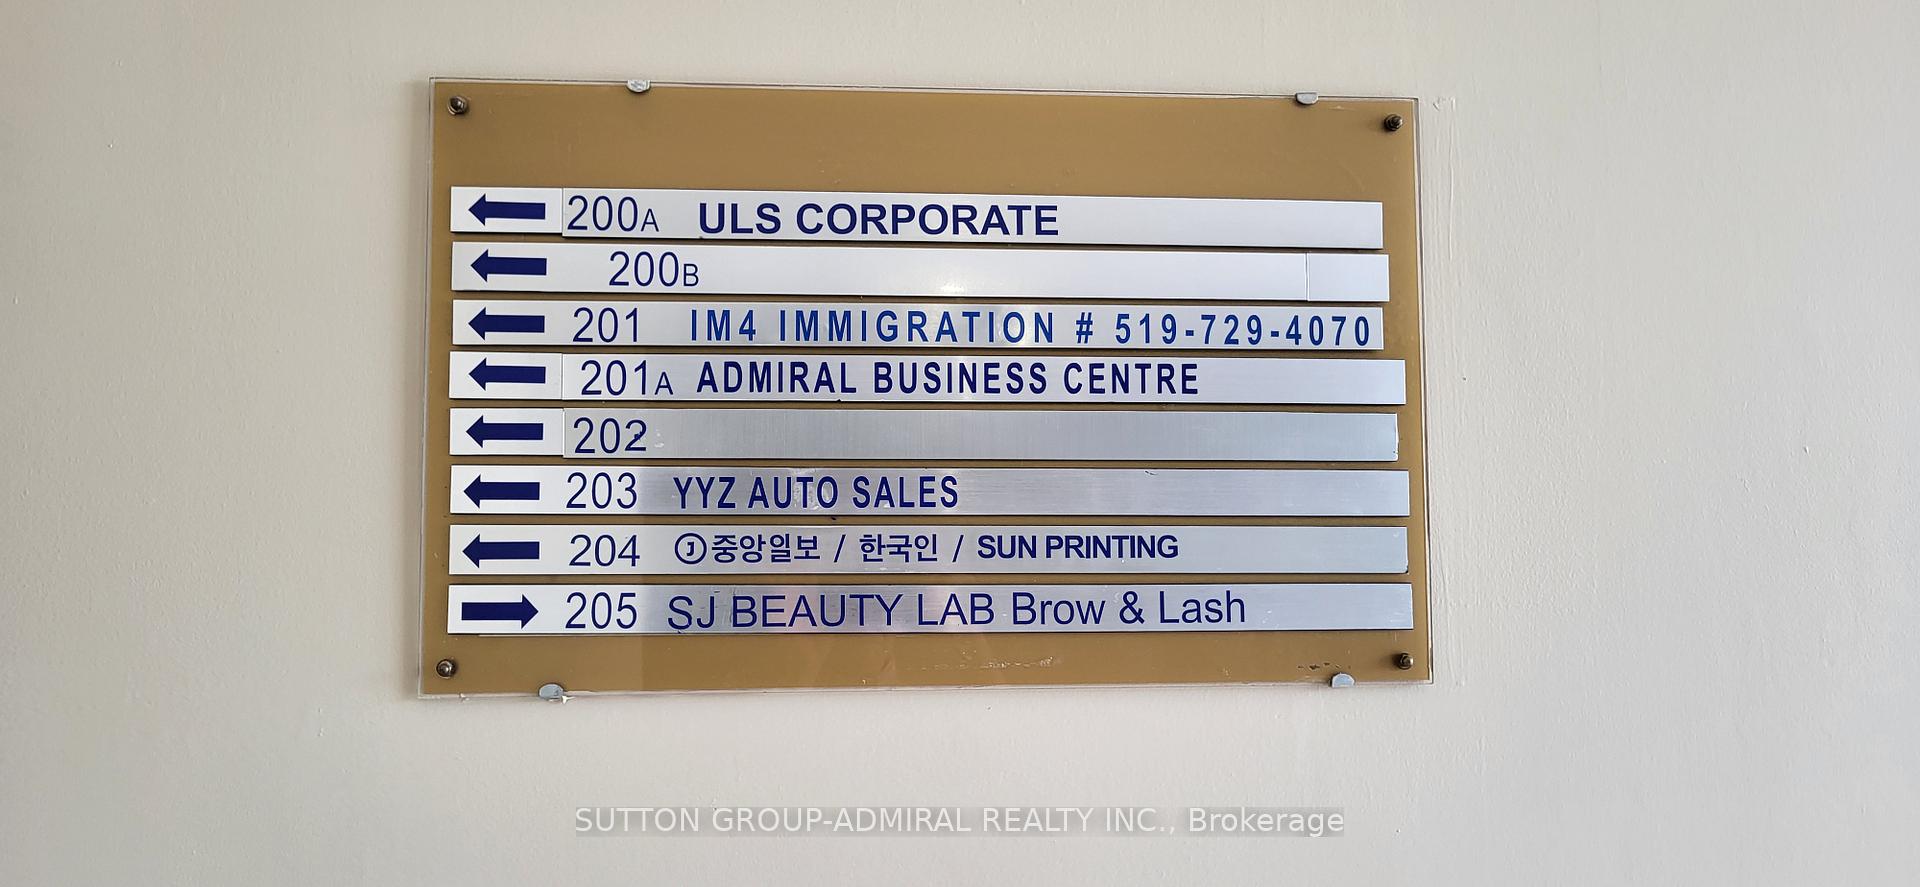 ← 200A ULS CORPORATE
← 200B
← 201 IM4 IMMIGRATION # 519-729-4070
← 201A ADMIRAL BUSINESS CENTRE
← 202
← 203 YYZ AUTO SALES
← 204 Ⓙ중앙일보 / 한국인 / SUN PRINTING
→ 205 SJ BEAUTY LAB Brow & Lash
SUTTON GROUP-ADMIRAL REALTY INC., Brokerage